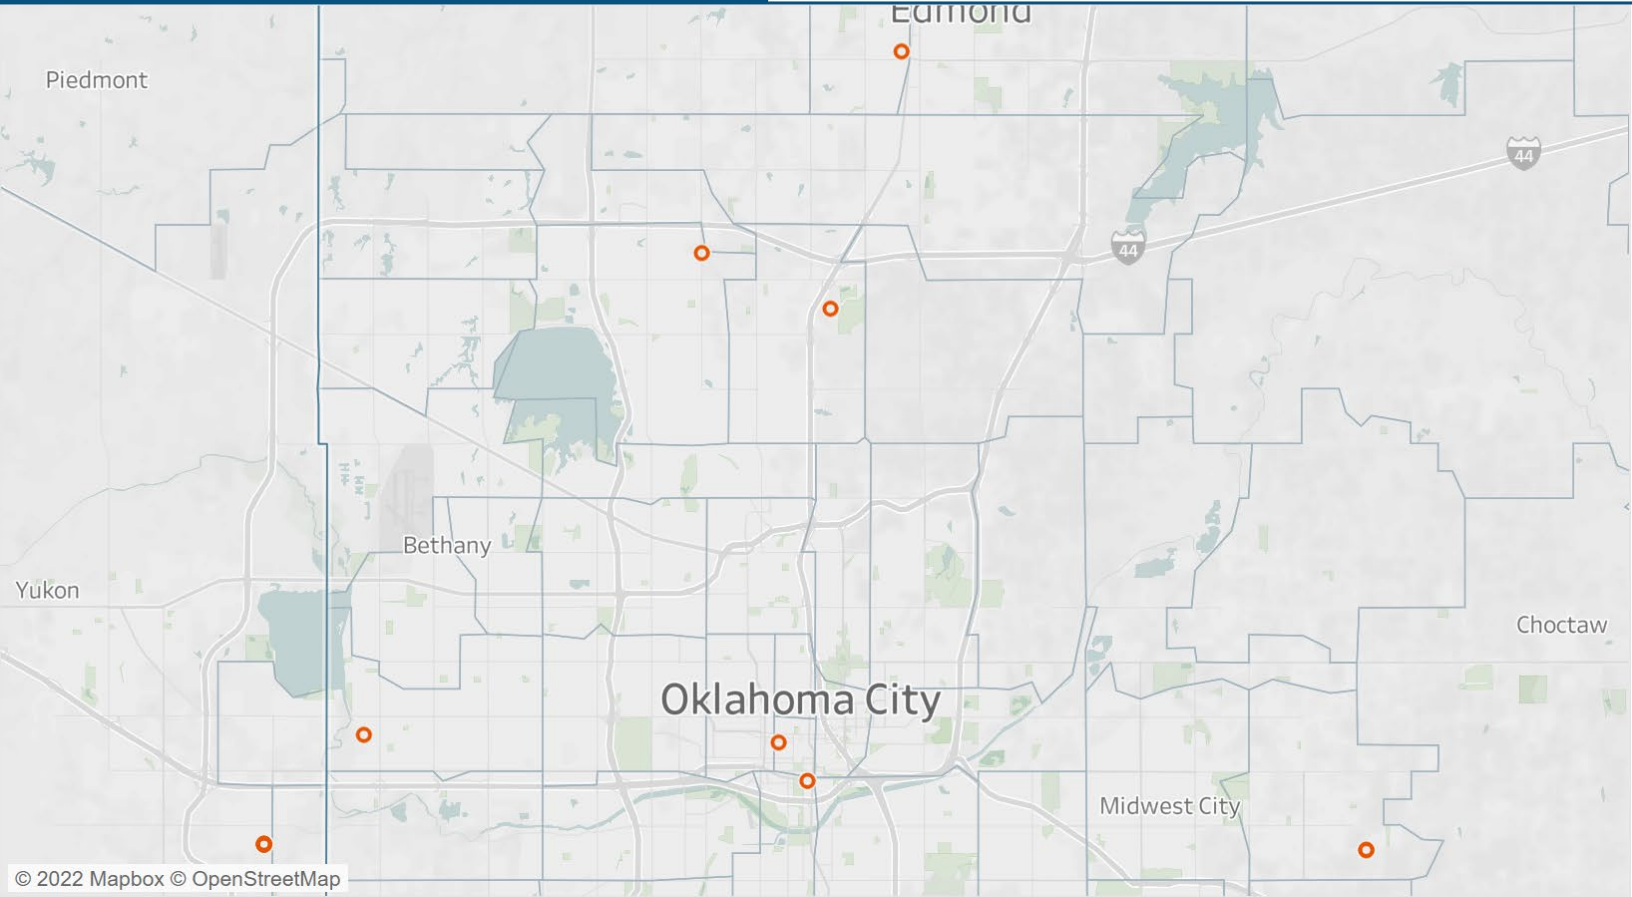 Edmond
Piedmont
44
44
Bethany
Yukon
Choctaw
Oklahoma City
Midwest City
© 2022 Mapbox © OpenStreetMap